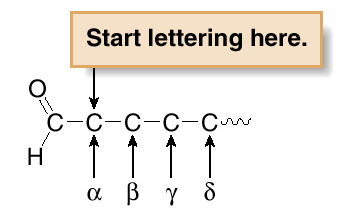 Start lettering here.
O
C–C–C–C–C
H
α β γ δ